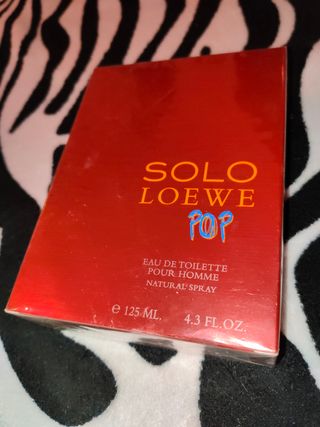 SOLO
LOEWE
POP
EAU DE TOILETTE
POUR HOMME
NATURAL SPRAY
℮ 125 ML. 4.3 FL.OZ.